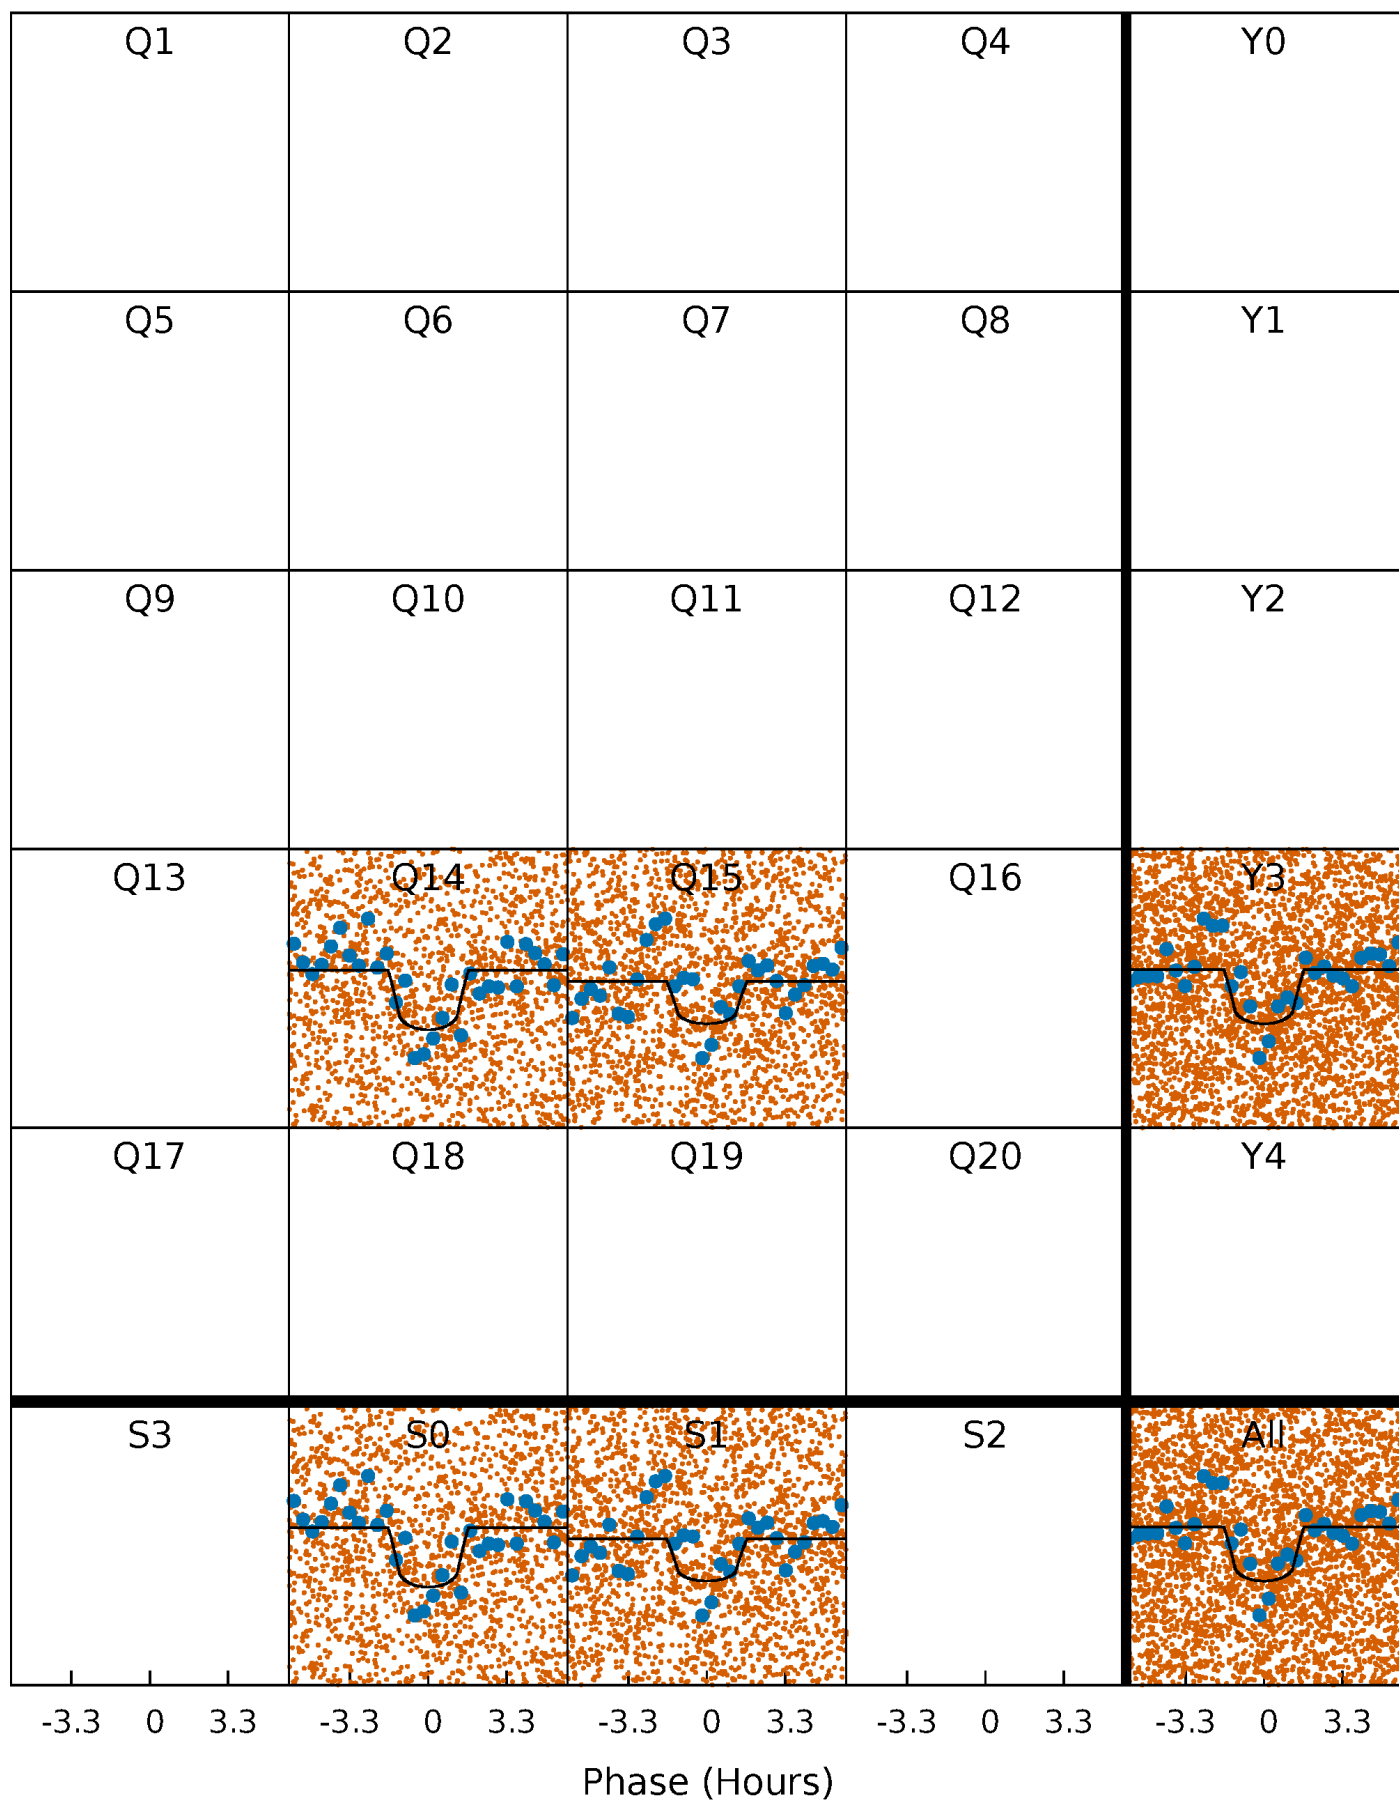 Q1 Q2 Q3 Q4 Y0
Q5 Q6 Q7 Q8 Y1
Q9 Q10 Q11 Q12 Y2
Q13 Q14 Q15 Q16 Y3
Q17 Q18 Q19 Q20 Y4
S3 S0 S1 S2 All
-3.3 0 3.3 -3.3 0 3.3 -3.3 0 3.3 -3.3 0 3.3 -3.3 0 3.3
Phase (Hours)